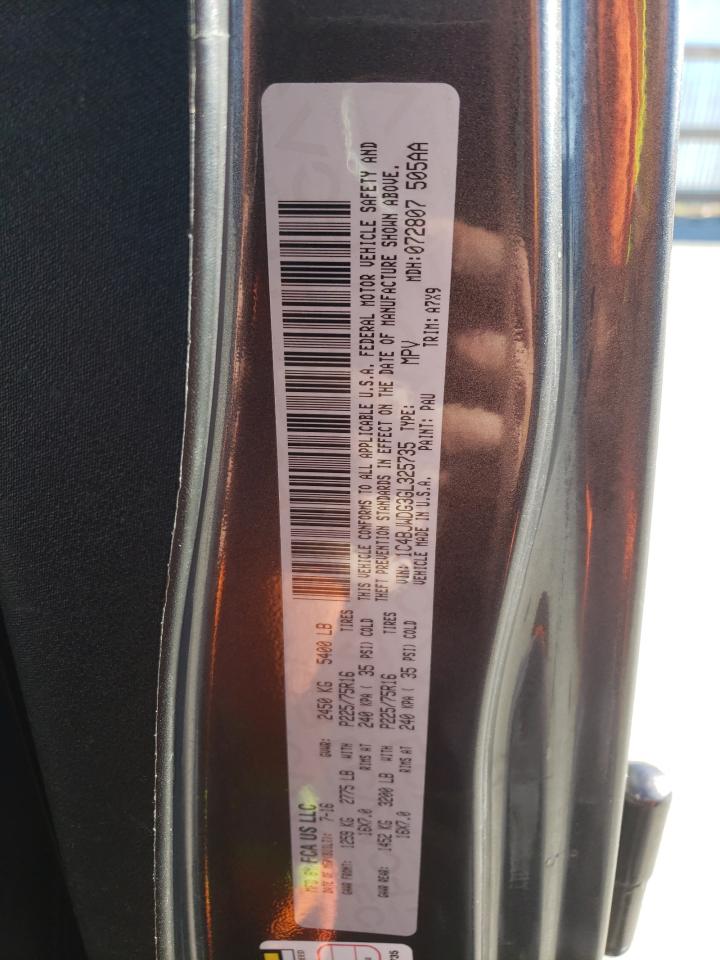 MFD BY FCA US LLC
DATE OF MFR: 7-16 GVWR: 2450 KG 5400 LB
GAWR FRONT: 1259 KG 2775 LB WITH P225/75R16 TIRES
16X7.0 RIMS AT 240 KPA ( 35 PSI) COLD
GAWR REAR: 1452 KG 3200 LB WITH P225/75R16 TIRES
16X7.0 RIMS AT 240 KPA ( 35 PSI) COLD
THIS VEHICLE CONFORMS TO ALL APPLICABLE U.S.A. FEDERAL MOTOR VEHICLE SAFETY AND
THEFT PREVENTION STANDARDS IN EFFECT ON THE DATE OF MANUFACTURE SHOWN ABOVE.
VIN: 1C4BJWDG3GL325735 TYPE: MPV MDH:072807 505AA
VEHICLE MADE IN U.S.A. PAINT: PAU TRIM: A7X9